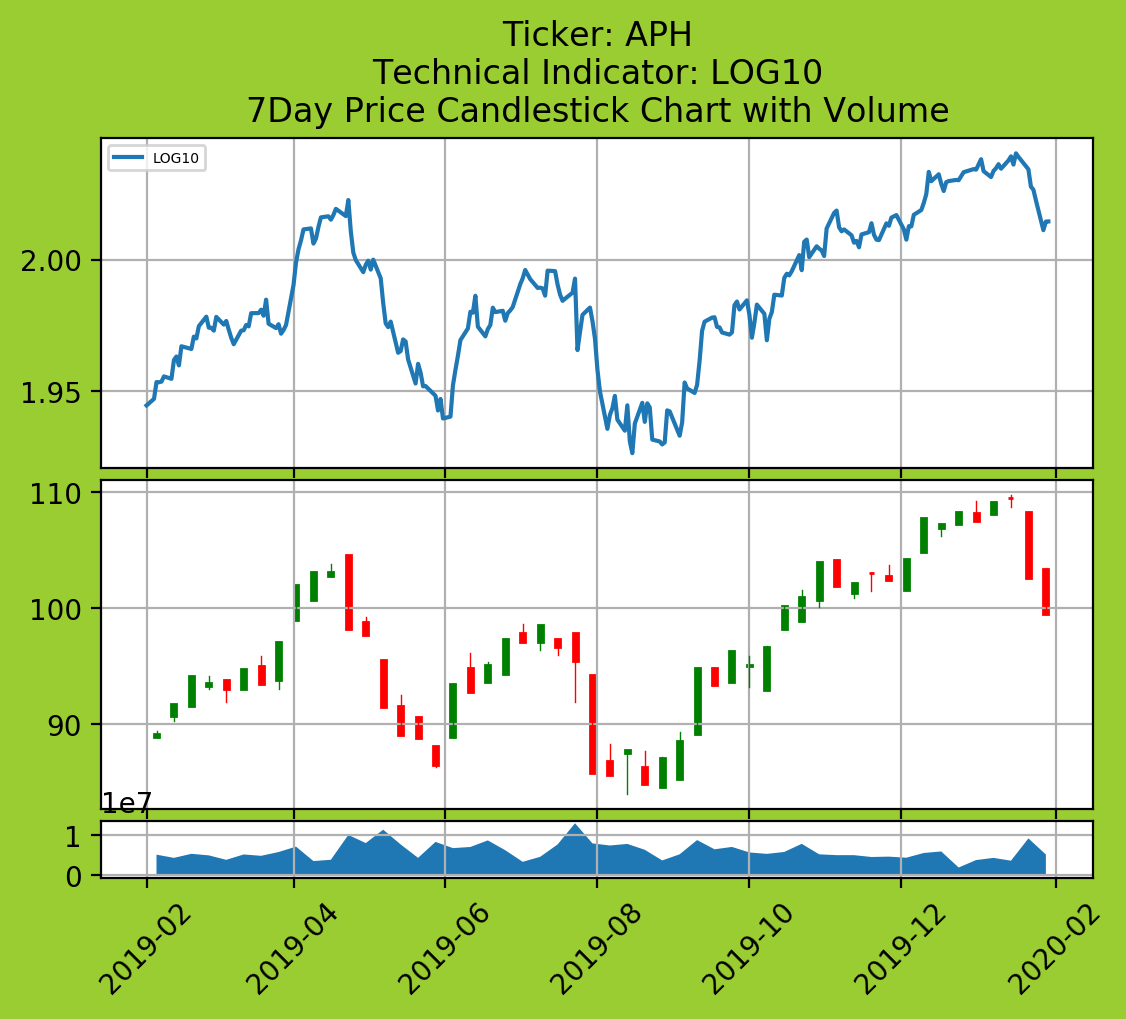 Ticker: APH
Technical Indicator: LOG10
7Day Price Candlestick Chart with Volume
LOG10
2.00
1.95
110
100
90
1e7
1
0
2019-02
2019-04
2019-06
2019-08
2019-10
2019-12
2020-02